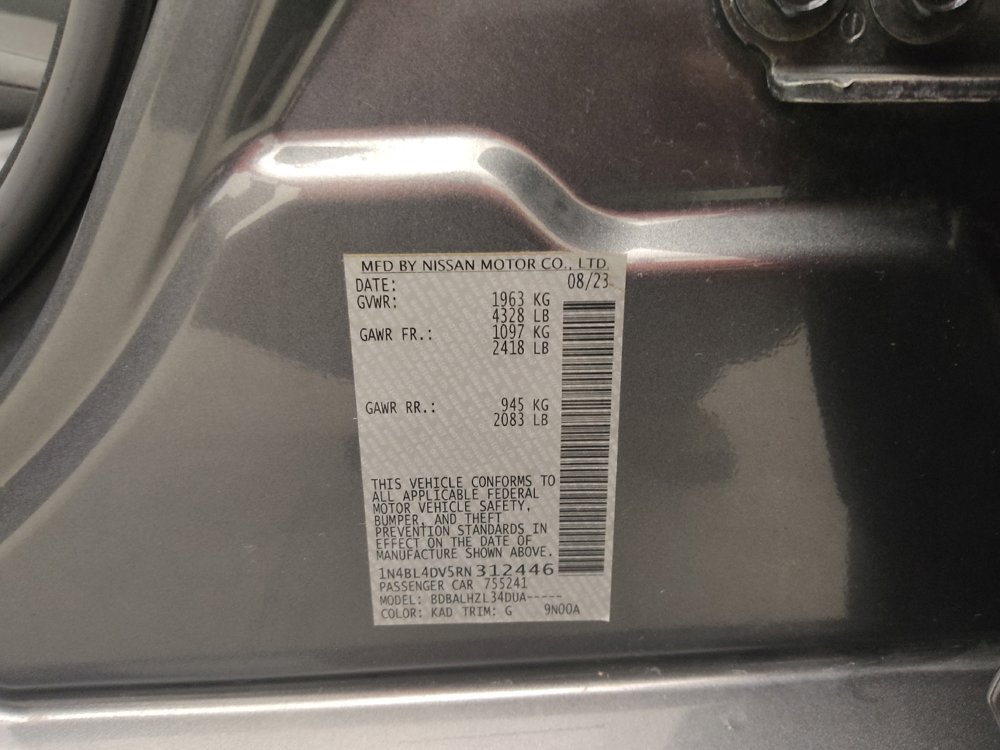 MFD BY NISSAN MOTOR CO., LTD.
DATE: 08/23
GVWR: 1963 KG
4328 LB
GAWR FR.: 1097 KG
2418 LB
GAWR RR.: 945 KG
2083 LB
THIS VEHICLE CONFORMS TO
ALL APPLICABLE FEDERAL
MOTOR VEHICLE SAFETY,
BUMPER, AND THEFT
PREVENTION STANDARDS IN
EFFECT ON THE DATE OF
MANUFACTURE SHOWN ABOVE.
1N4BL4DV5RN312446
PASSENGER CAR 755241
MODEL: BDBALHZL34DUA-----
COLOR: KAD TRIM: G 9N00A